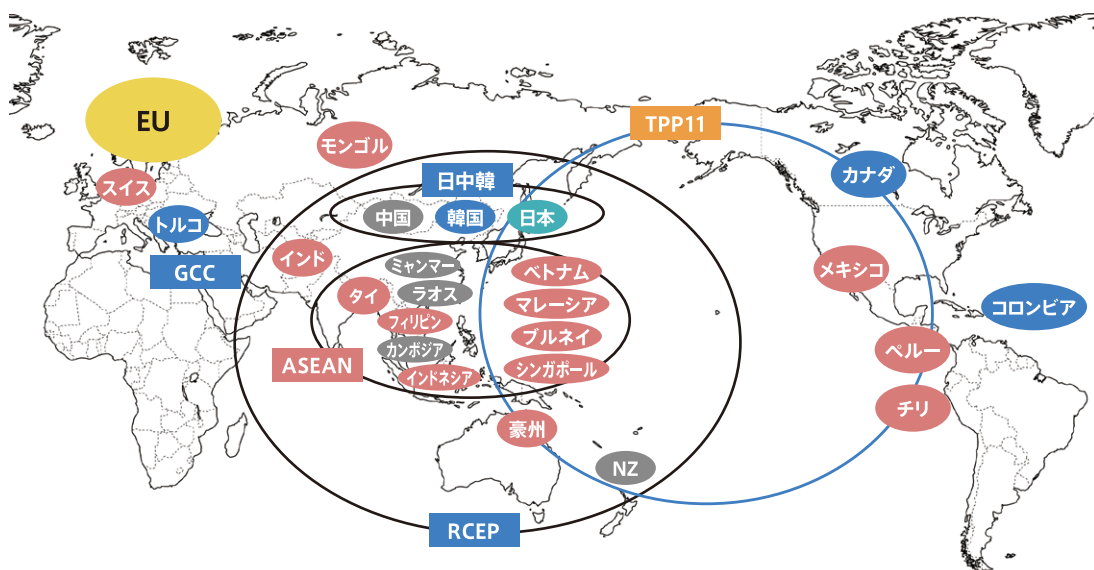 EU
TPP11
モンゴル
日中韓
カナダ
スイス
中国
韓国
日本
トルコ
インド
GCC
ミャンマー
ベトナム
メキシコ
タイ
ラオス
マレーシア
コロンビア
フィリピン
ブルネイ
カンボジア
ペルー
ASEAN
インドネシア
シンガポール
チリ
豪州
NZ
RCEP